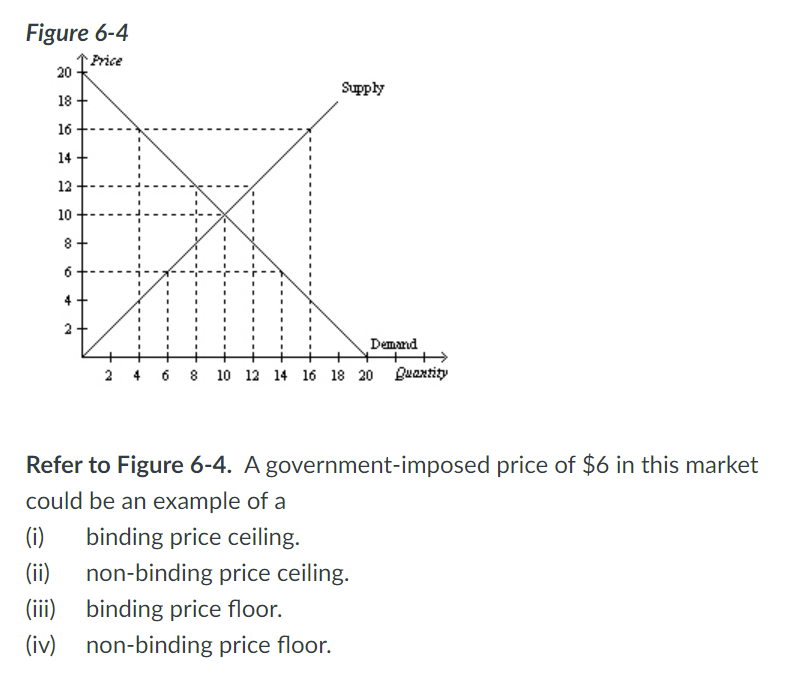 Figure 6-4
Price
20
Supply
18
16
14
12
10
8
6
4
2
Demand
2 4 6 8 10 12 14 16 18 20 Quantity
Refer to Figure 6-4. A government-imposed price of $6 in this market
could be an example of a
(i) binding price ceiling.
(ii) non-binding price ceiling.
(iii) binding price floor.
(iv) non-binding price floor.